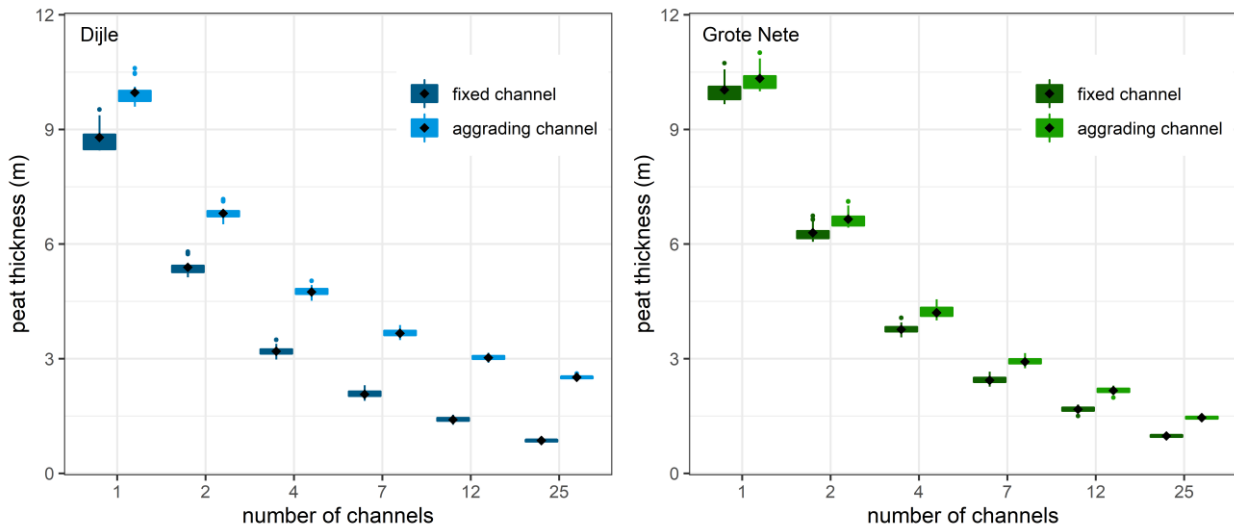 Dijle
fixed channel
aggrading channel
12
9
6
3
0
peat thickness (m)
1 2 4 7 12 25
number of channels
Grote Nete
fixed channel
aggrading channel
12
9
6
3
0
peat thickness (m)
1 2 4 7 12 25
number of channels